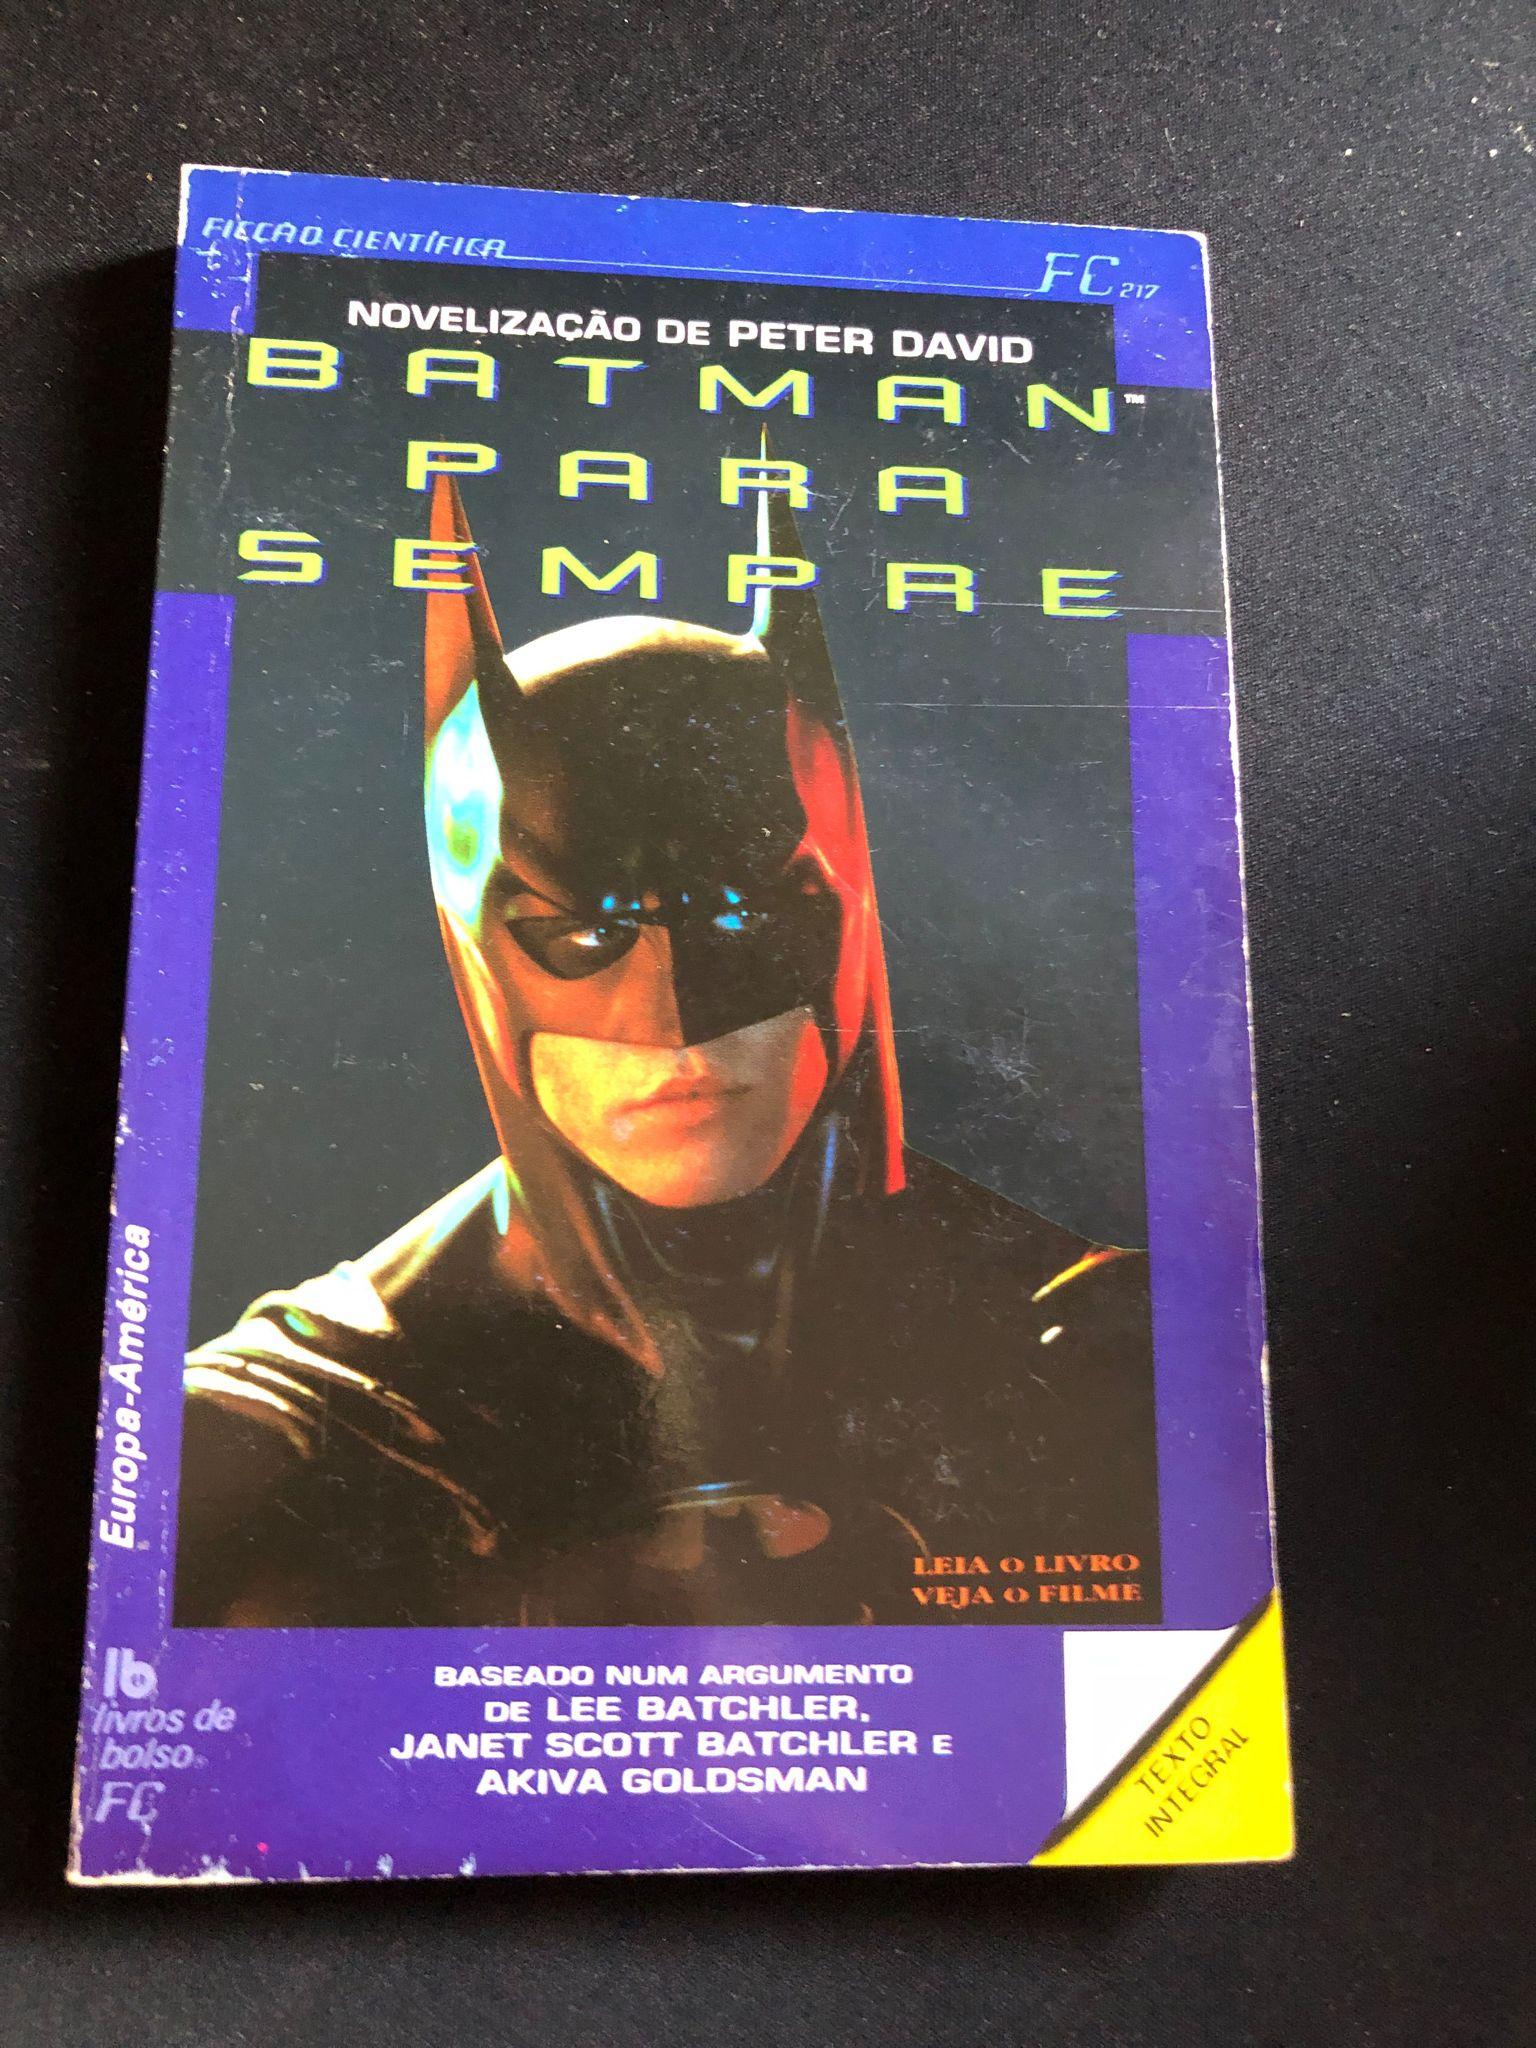 FICÇÃO CIENTÍFICA
FC 217
NOVELIZAÇÃO DE PETER DAVID
BATMAN™
PARA
SEMPRE
Europa-América
LEIA O LIVRO
VEJA O FILME
lb
livros de
bolso
FC
BASEADO NUM ARGUMENTO
DE LEE BATCHLER,
JANET SCOTT BATCHLER E
AKIVA GOLDSMAN
TEXTO
INTEGRAL